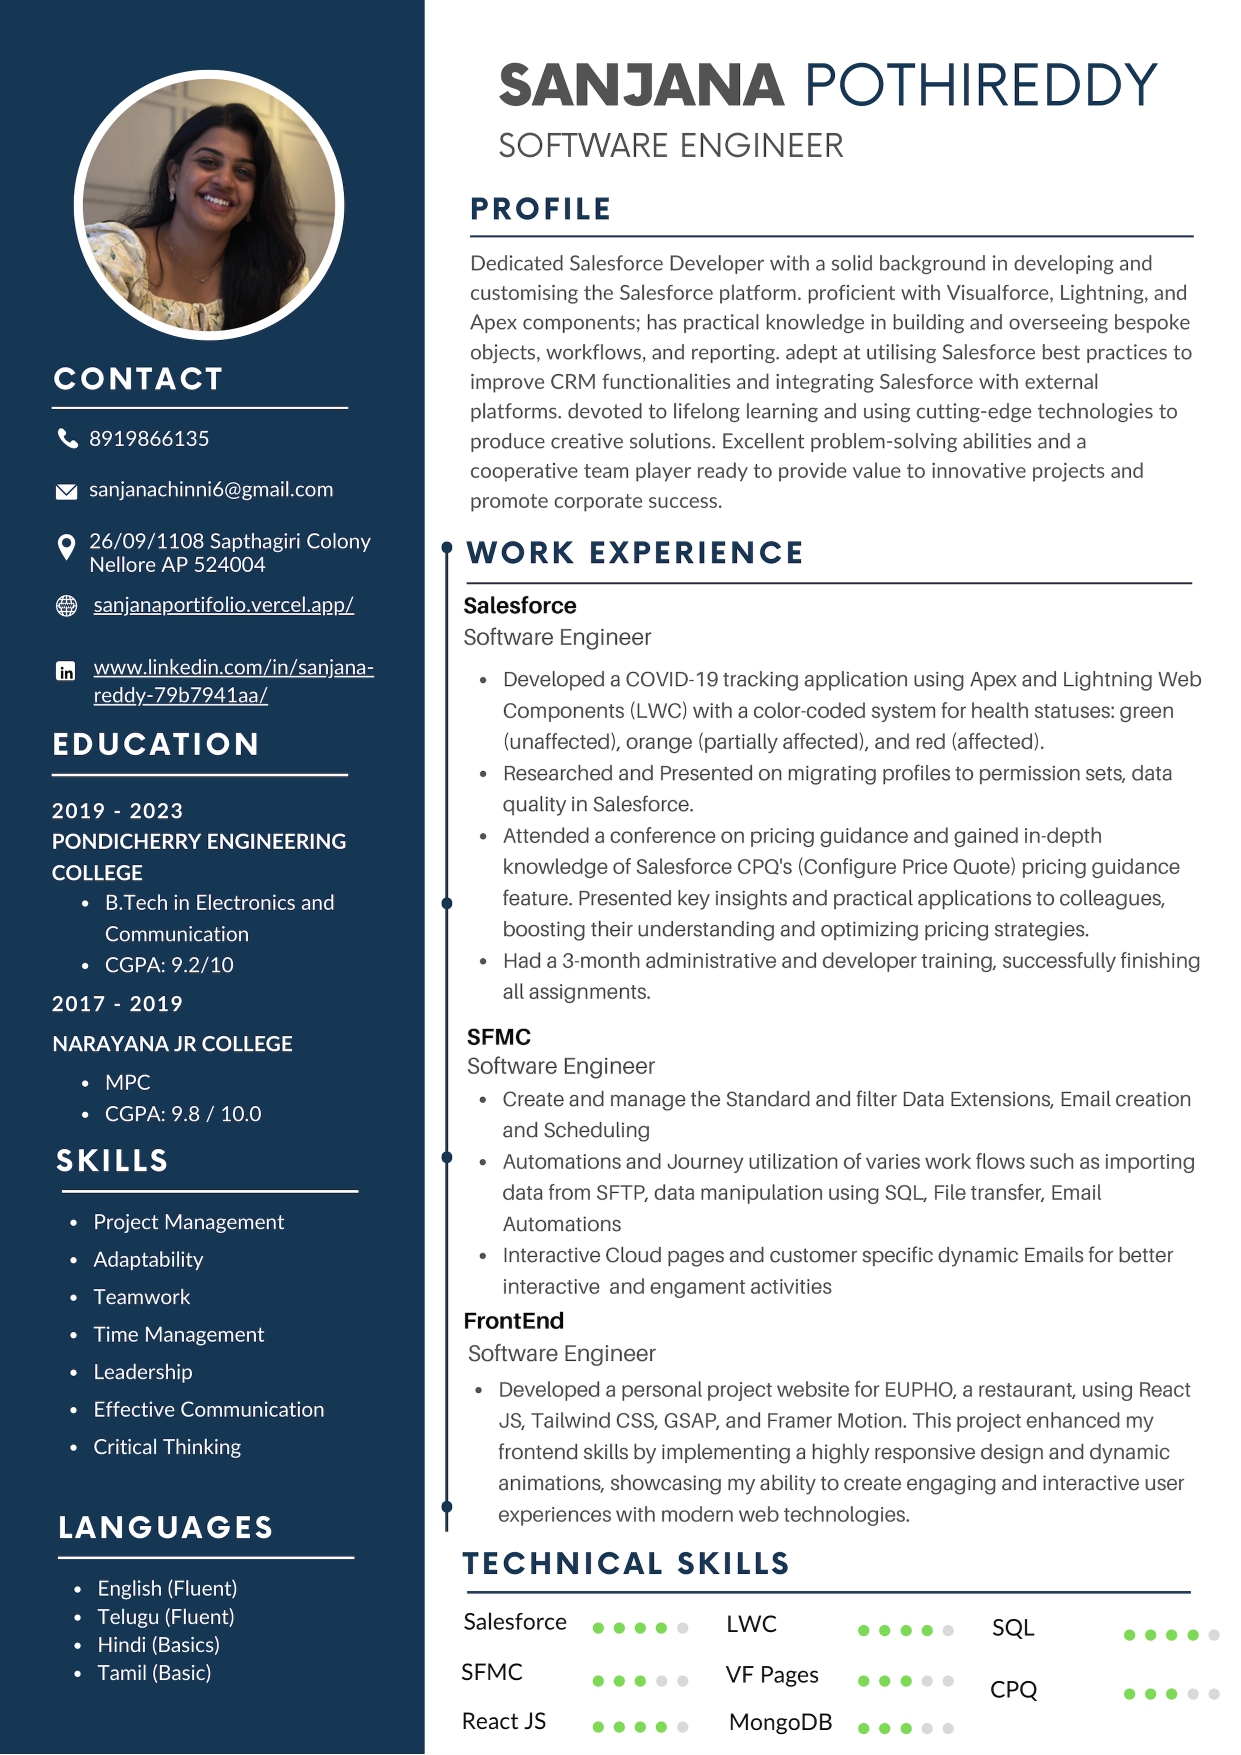 SANJANA POTHIREDDY
SOFTWARE ENGINEER
CONTACT
8919866135
sanjanachinni6@gmail.com
26/09/1108 Sapthagiri Colony
Nellore AP 524004
sanjanaportifolio.vercel.app/
www.linkedin.com/in/sanjana-
reddy-79b7941aa/
EDUCATION
2019 - 2023
PONDICHERRY ENGINEERING
COLLEGE
• B.Tech in Electronics and
Communication
• CGPA: 9.2/10
2017 - 2019
NARAYANA JR COLLEGE
• MPC
• CGPA: 9.8 / 10.0
SKILLS
• Project Management
• Adaptability
• Teamwork
• Time Management
• Leadership
• Effective Communication
• Critical Thinking
LANGUAGES
• English (Fluent)
• Telugu (Fluent)
• Hindi (Basics)
• Tamil (Basic)
PROFILE
Dedicated Salesforce Developer with a solid background in developing and
customising the Salesforce platform. proficient with Visualforce, Lightning, and
Apex components; has practical knowledge in building and overseeing bespoke
objects, workflows, and reporting. adept at utilising Salesforce best practices to
improve CRM functionalities and integrating Salesforce with external
platforms. devoted to lifelong learning and using cutting-edge technologies to
produce creative solutions. Excellent problem-solving abilities and a
cooperative team player ready to provide value to innovative projects and
promote corporate success.
WORK EXPERIENCE
Salesforce
Software Engineer
• Developed a COVID-19 tracking application using Apex and Lightning Web
Components (LWC) with a color-coded system for health statuses: green
(unaffected), orange (partially affected), and red (affected).
• Researched and Presented on migrating profiles to permission sets, data
quality in Salesforce.
• Attended a conference on pricing guidance and gained in-depth
knowledge of Salesforce CPQ's (Configure Price Quote) pricing guidance
feature. Presented key insights and practical applications to colleagues,
boosting their understanding and optimizing pricing strategies.
• Had a 3-month administrative and developer training, successfully finishing
all assignments.
SFMC
Software Engineer
• Create and manage the Standard and filter Data Extensions, Email creation
and Scheduling
• Automations and Journey utilization of varies work flows such as importing
data from SFTP, data manipulation using SQL, File transfer, Email
Automations
• Interactive Cloud pages and customer specific dynamic Emails for better
interactive and engament activities
FrontEnd
Software Engineer
• Developed a personal project website for EUPHO, a restaurant, using React
JS, Tailwind CSS, GSAP, and Framer Motion. This project enhanced my
frontend skills by implementing a highly responsive design and dynamic
animations, showcasing my ability to create engaging and interactive user
experiences with modern web technologies.
TECHNICAL SKILLS
Salesforce LWC SQL
SFMC VF Pages CPQ
React JS MongoDB